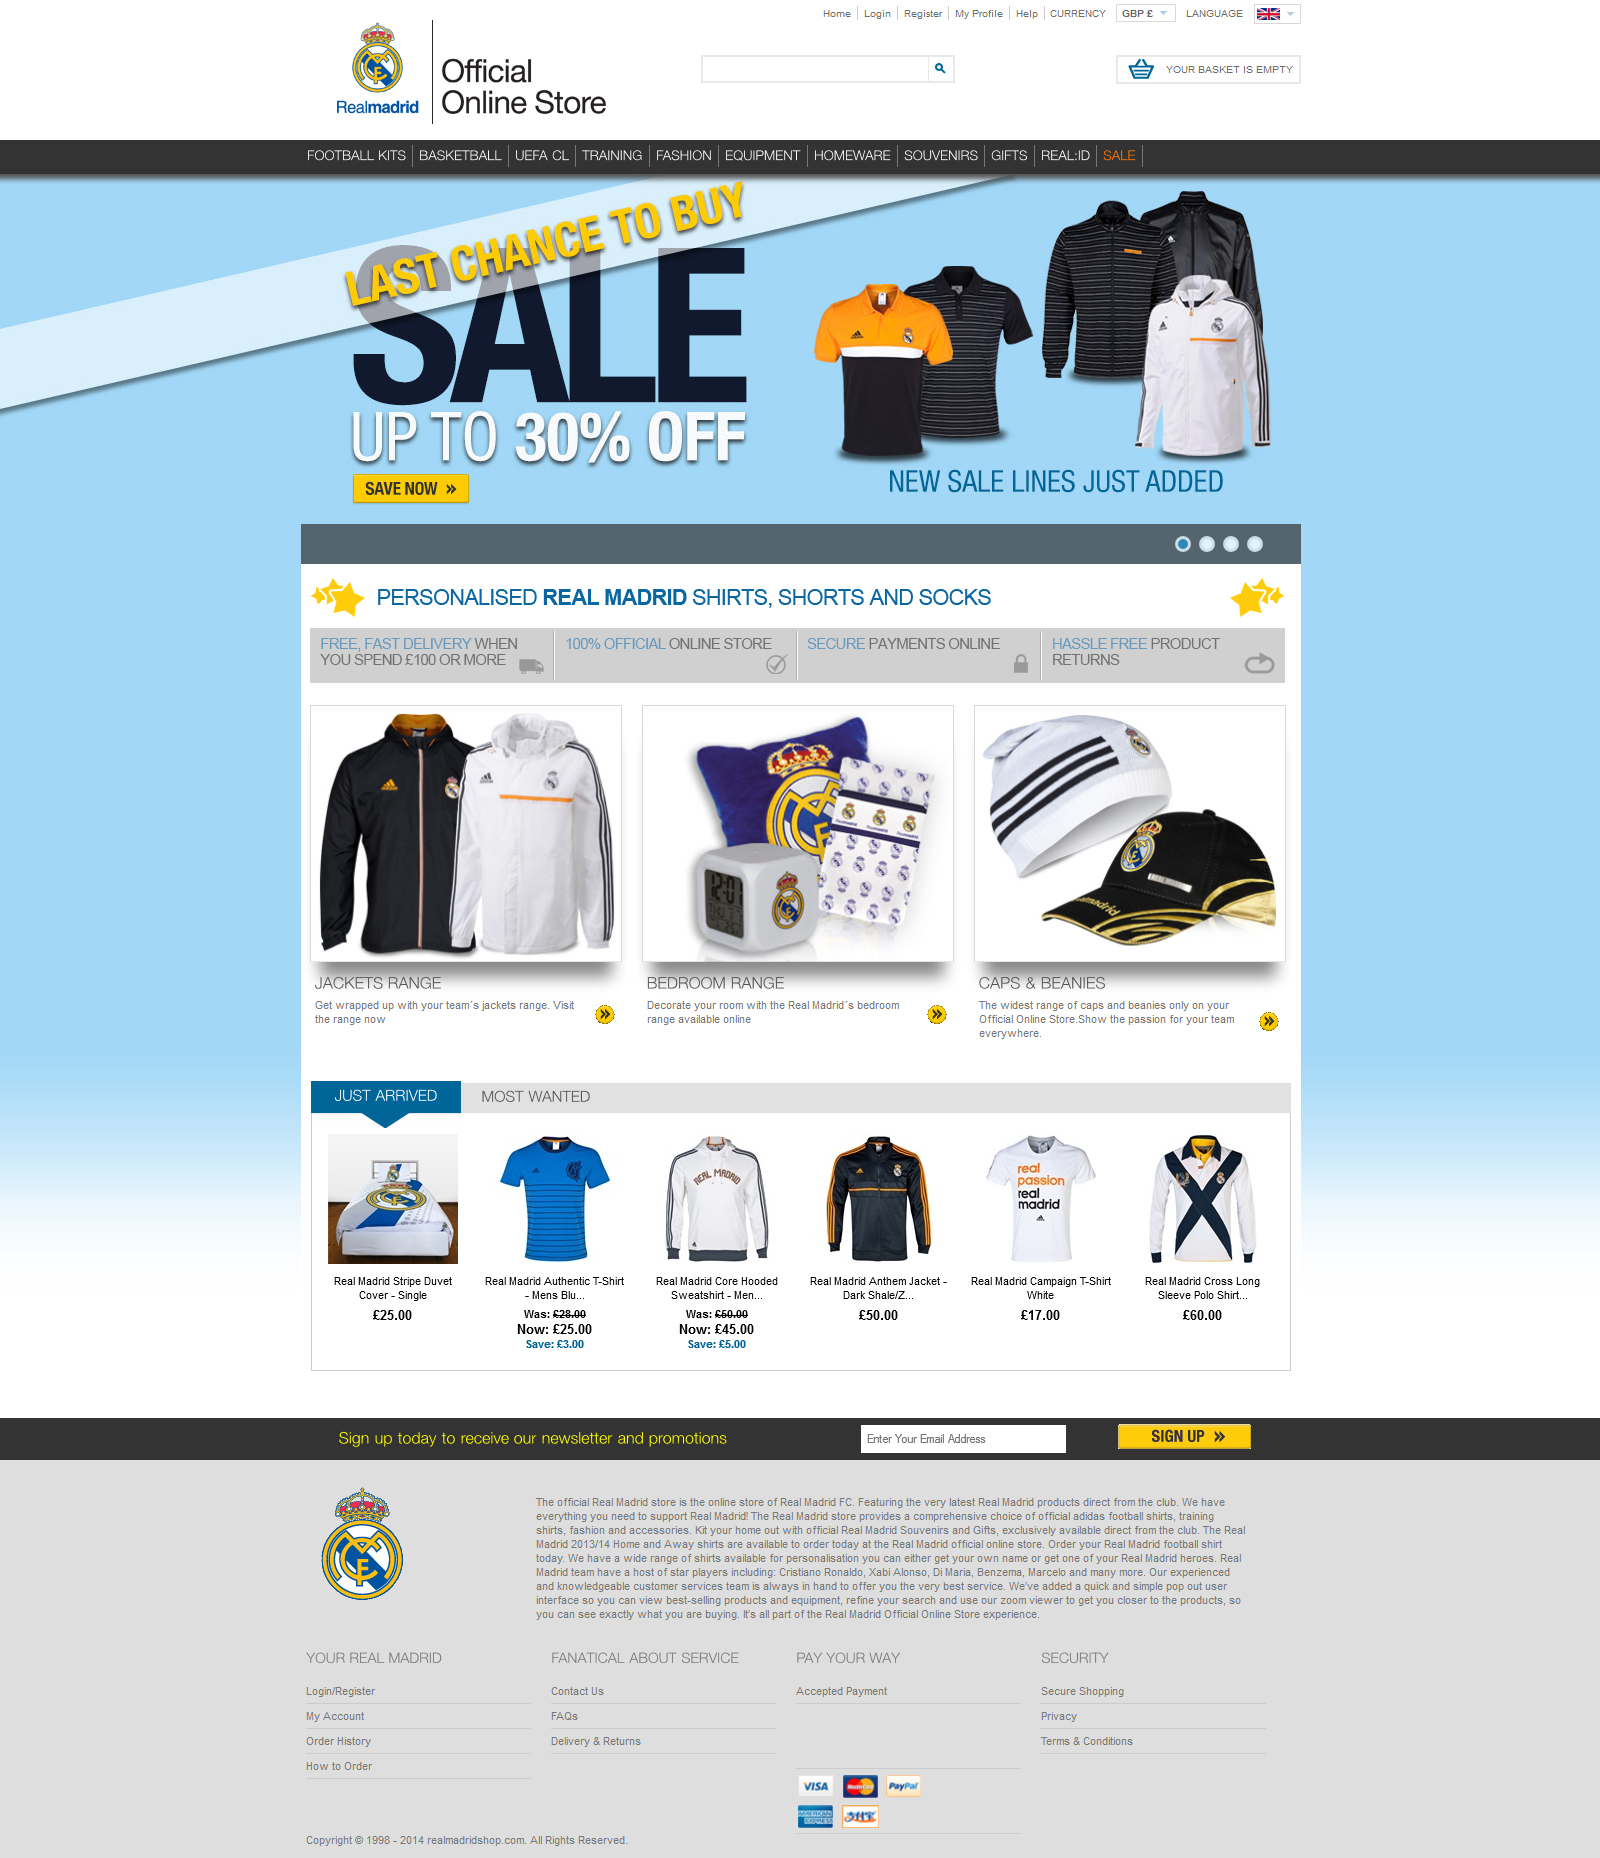 Home Login Register My Profile Help CURRENCY GBP £ LANGUAGE
Realmadrid
Official
Online Store
YOUR BASKET IS EMPTY
FOOTBALL KITS BASKETBALL UEFA CL TRAINING FASHION EQUIPMENT HOMEWARE SOUVENIRS GIFTS REAL:ID SALE
LAST CHANCE TO BUY
SALE
UP TO 30% OFF
SAVE NOW »
NEW SALE LINES JUST ADDED
PERSONALISED REAL MADRID SHIRTS, SHORTS AND SOCKS
FREE, FAST DELIVERY WHEN
YOU SPEND £100 OR MORE
100% OFFICIAL ONLINE STORE
SECURE PAYMENTS ONLINE
HASSLE FREE PRODUCT
RETURNS
12:07
Realmadrid
JACKETS RANGE
Get wrapped up with your team´s jackets range. Visit
the range now
BEDROOM RANGE
Decorate your room with the Real Madrid´s bedroom
range available online
CAPS & BEANIES
The widest range of caps and beanies only on your
Official Online Store.Show the passion for your team
everywhere.
JUST ARRIVED MOST WANTED
REAL MADRID
real
passion
real
madrid
Real Madrid Stripe Duvet
Cover - Single
£25.00
Real Madrid Authentic T-Shirt
- Mens Blu...
Was: £28.00
Now: £25.00
Save: £3.00
Real Madrid Core Hooded
Sweatshirt - Men...
Was: £50.00
Now: £45.00
Save: £5.00
Real Madrid Anthem Jacket -
Dark Shale/Z...
£50.00
Real Madrid Campaign T-Shirt
White
£17.00
Real Madrid Cross Long
Sleeve Polo Shirt...
£60.00
Sign up today to receive our newsletter and promotions
Enter Your Email Address
SIGN UP »
The official Real Madrid store is the online store of Real Madrid FC. Featuring the very latest Real Madrid products direct from the club. We have
everything you need to support Real Madrid! The Real Madrid store provides a comprehensive choice of official adidas football shirts, training
shirts, fashion and accessories. Kit your home out with official Real Madrid Souvenirs and Gifts, exclusively available direct from the club. The Real
Madrid 2013/14 Home and Away shirts are available to order today at the Real Madrid official online store. Order your Real Madrid football shirt
today. We have a wide range of shirts available for personalisation you can either get your own name or get one of your Real Madrid heroes. Real
Madrid team have a host of star players including: Cristiano Ronaldo, Xabi Alonso, Di Maria, Benzema, Marcelo and many more. Our experienced
and knowledgeable customer services team is always in hand to offer you the very best service. We've added a quick and simple pop out user
interface so you can view best-selling products and equipment, refine your search and use our zoom viewer to get you closer to the products, so
you can see exactly what you are buying. It's all part of the Real Madrid Official Online Store experience.
YOUR REAL MADRID
Login/Register
My Account
Order History
How to Order
FANATICAL ABOUT SERVICE
Contact Us
FAQs
Delivery & Returns
PAY YOUR WAY
Accepted Payment
VISA MasterCard PayPal
AMERICAN EXPRESS 支付宝
SECURITY
Secure Shopping
Privacy
Terms & Conditions
Copyright © 1998 - 2014 realmadridshop.com. All Rights Reserved.